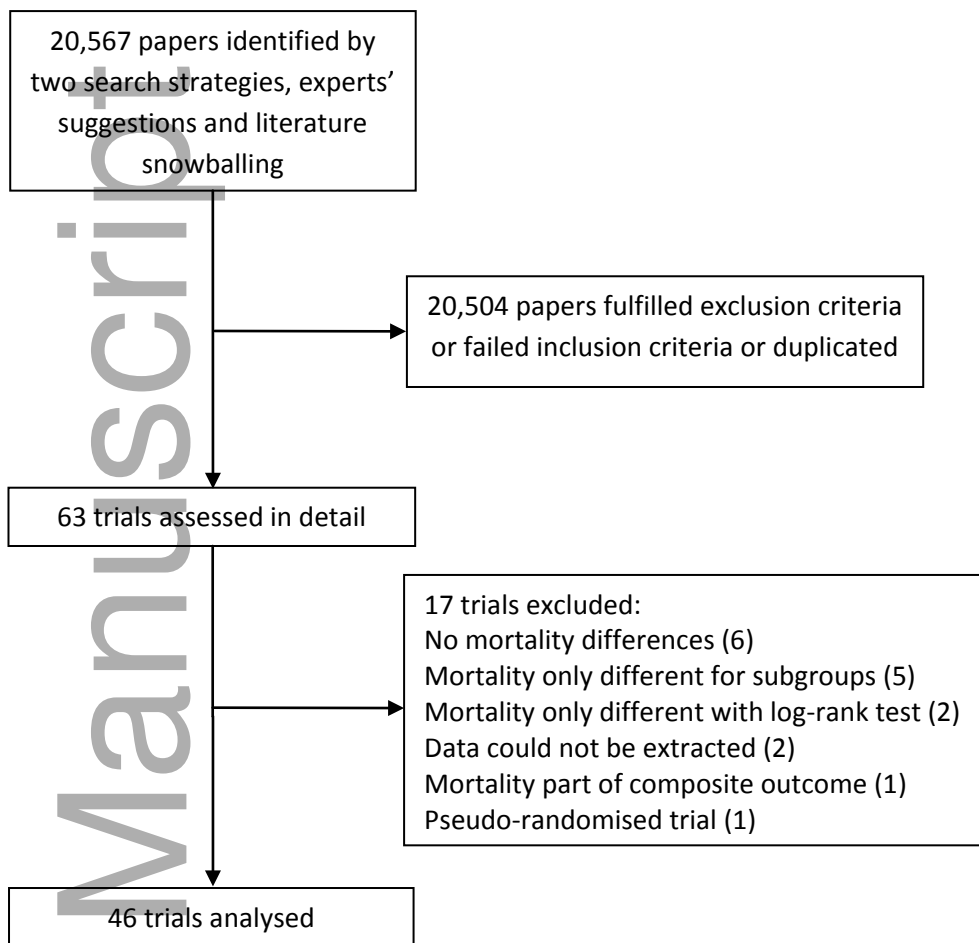 20,567 papers identified by
two search strategies, experts’
suggestions and literature
snowballing
20,504 papers fulfilled exclusion criteria
or failed inclusion criteria or duplicated
63 trials assessed in detail
17 trials excluded:
No mortality differences (6)
Mortality only different for subgroups (5)
Mortality only different with log-rank test (2)
Data could not be extracted (2)
Mortality part of composite outcome (1)
Pseudo-randomised trial (1)
46 trials analysed
Manuscript